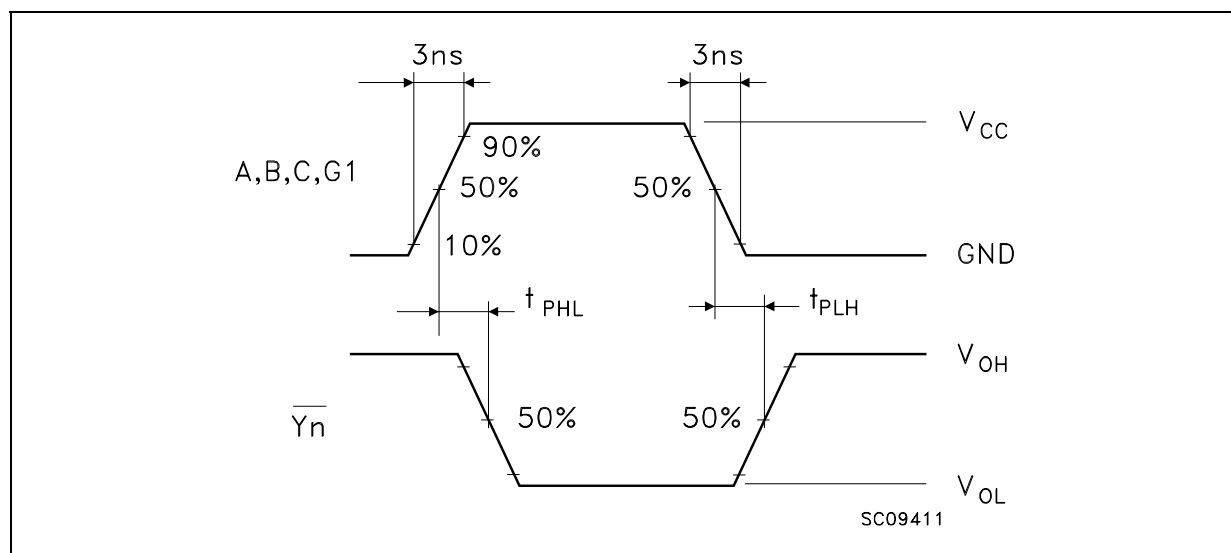 3ns 3ns
V_CC
90%
A,B,C,G1
50% 50%
10%
GND
t_PHL t_PLH
V_OH
50% 50%
Yn
V_OL
SC09411